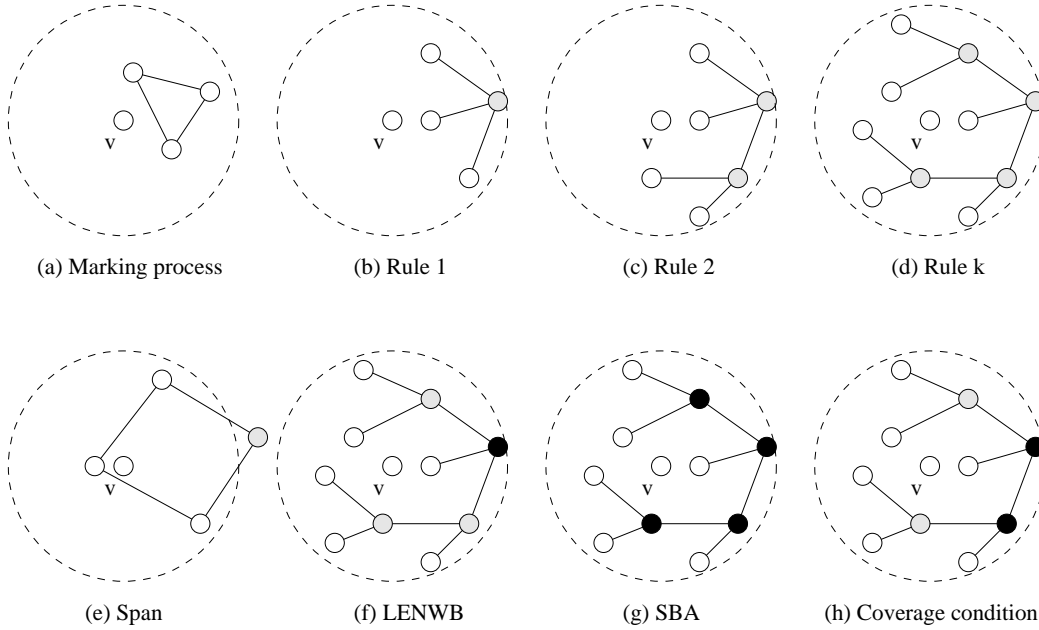 v
v
v
v
(a) Marking process
(b) Rule 1
(c) Rule 2
(d) Rule k
v
v
v
v
(e) Span
(f) LENWB
(g) SBA
(h) Coverage condition